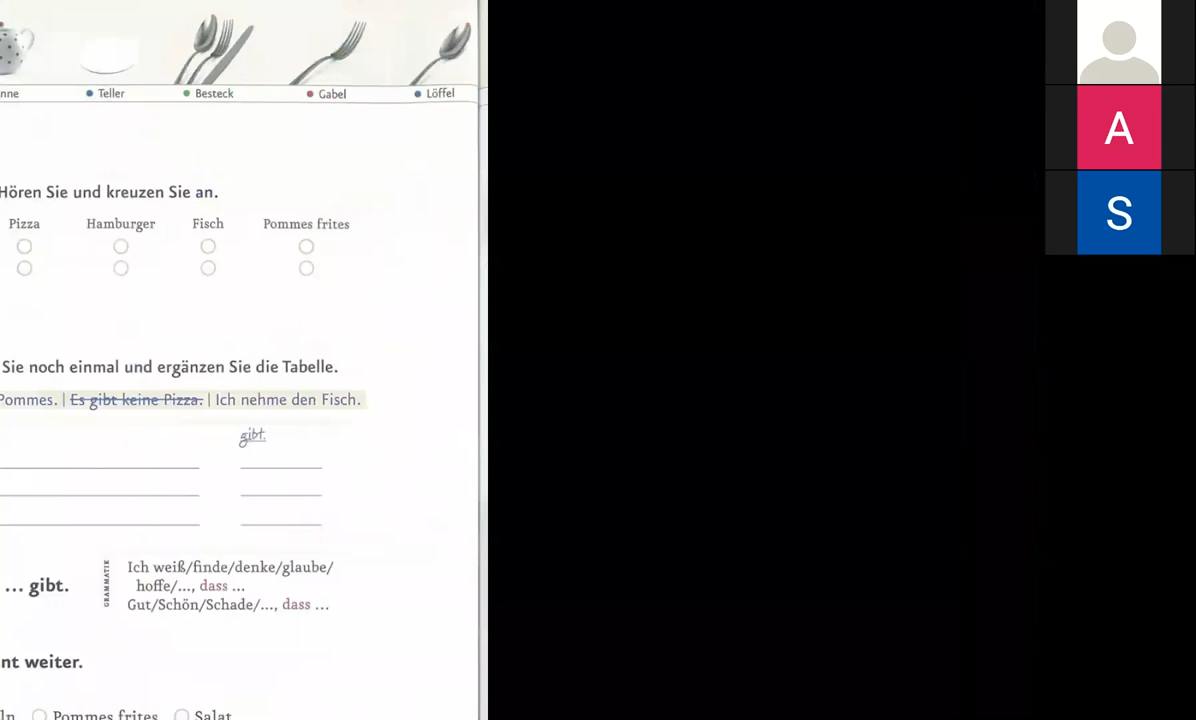 nne
Teller
Besteck
Gabel
Löffel
Hören Sie und kreuzen Sie an.
Pizza Hamburger Fisch Pommes frites
Sie noch einmal und ergänzen Sie die Tabelle.
Pommes. | Es gibt keine Pizza. | Ich nehme den Fisch.
gibt.
... gibt.
GRAMMATIK
Ich weiß/finde/denke/glaube/
hoffe/..., dass ...
Gut/Schön/Schade/..., dass ...
nt weiter.
ln Pommes frites Salat
A
S